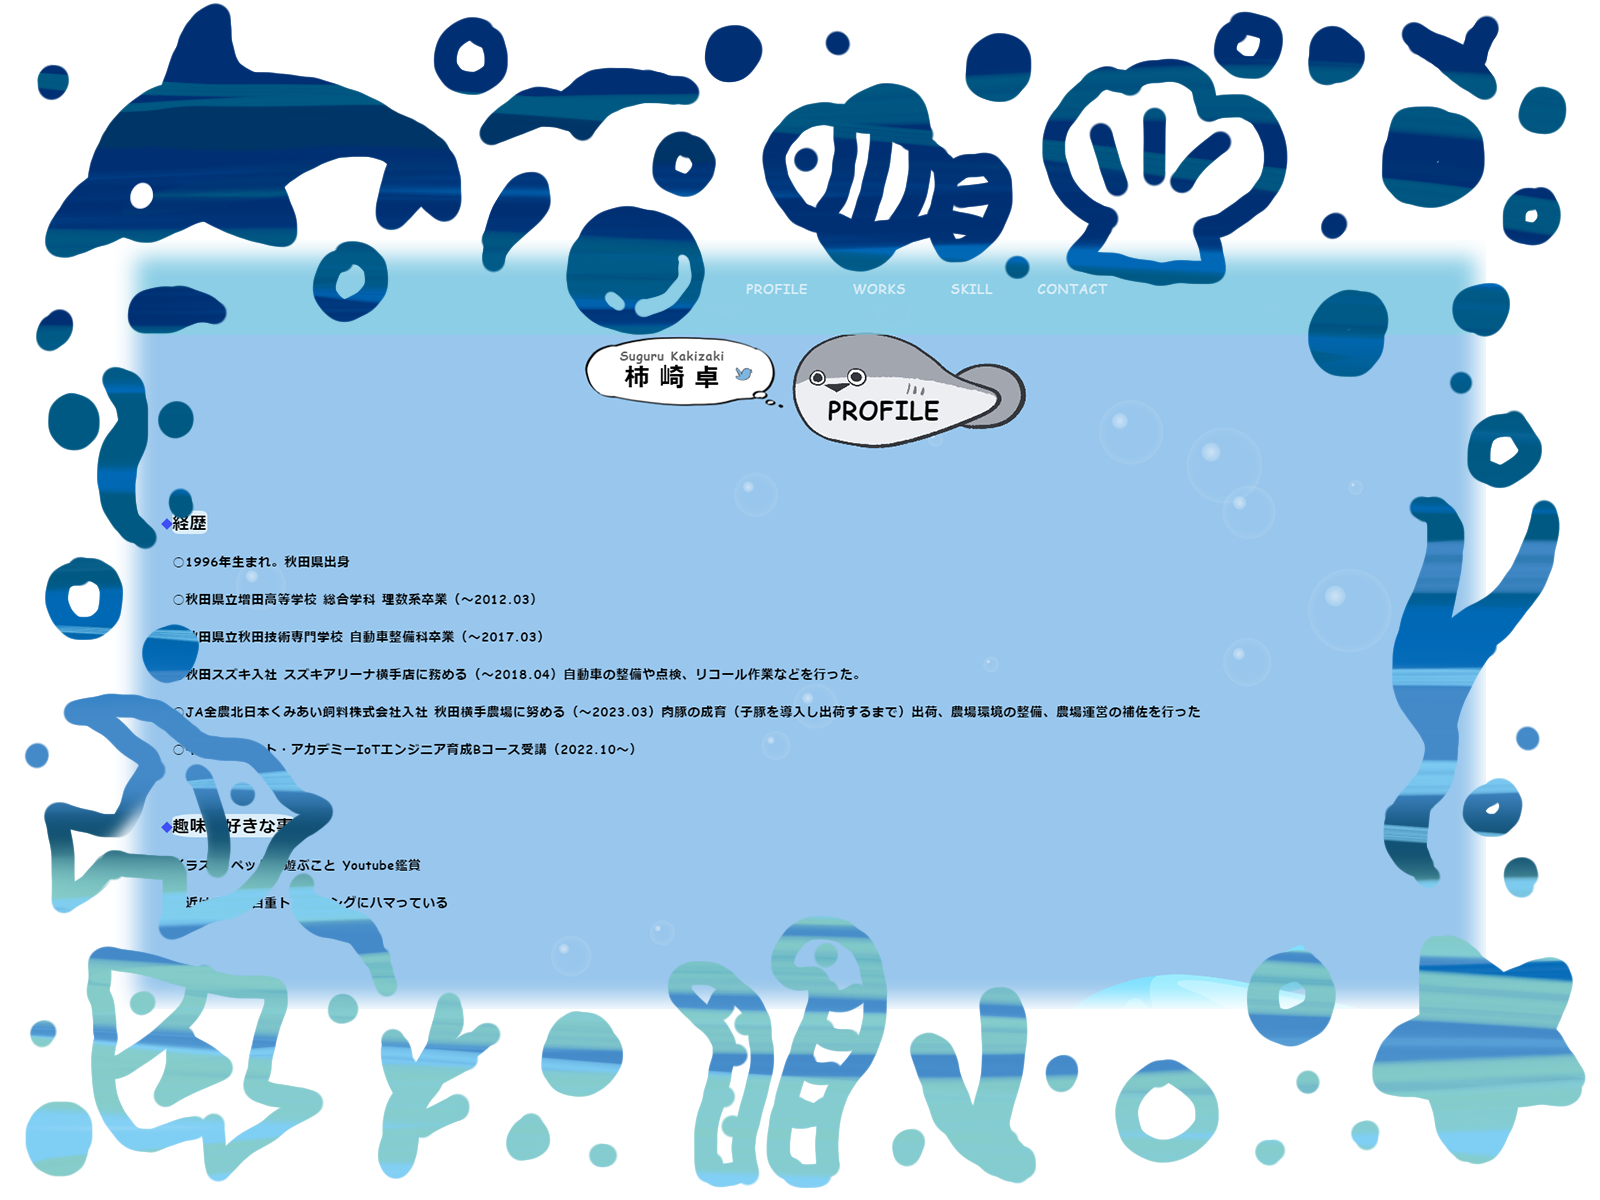 PROFILE WORKS SKILL CONTACT
Suguru Kakizaki
柿崎卓
PROFILE
◆経歴
○1996年生まれ。秋田県出身
○秋田県立増田高等学校 総合学科 理数系卒業（～2012.03）
秋田県立秋田技術専門学校 自動車整備科卒業（～2017.03）
秋田スズキ入社 スズキアリーナ横手店に務める（～2018.04）自動車の整備や点検、リコール作業などを行った。
○JA全農北日本くみあい飼料株式会社入社 秋田横手農場に努める（～2023.03）肉豚の成育（子豚を導入し出荷するまで）出荷、農場環境の整備、農場運営の補佐を行った
○ ト・アカデミーIoTエンジニア育成Bコース受講（2022.10～）
◆趣味 好きな事
ラス ペッ 遊ぶこと Youtube鑑賞
近 自重ト ングにハマっている